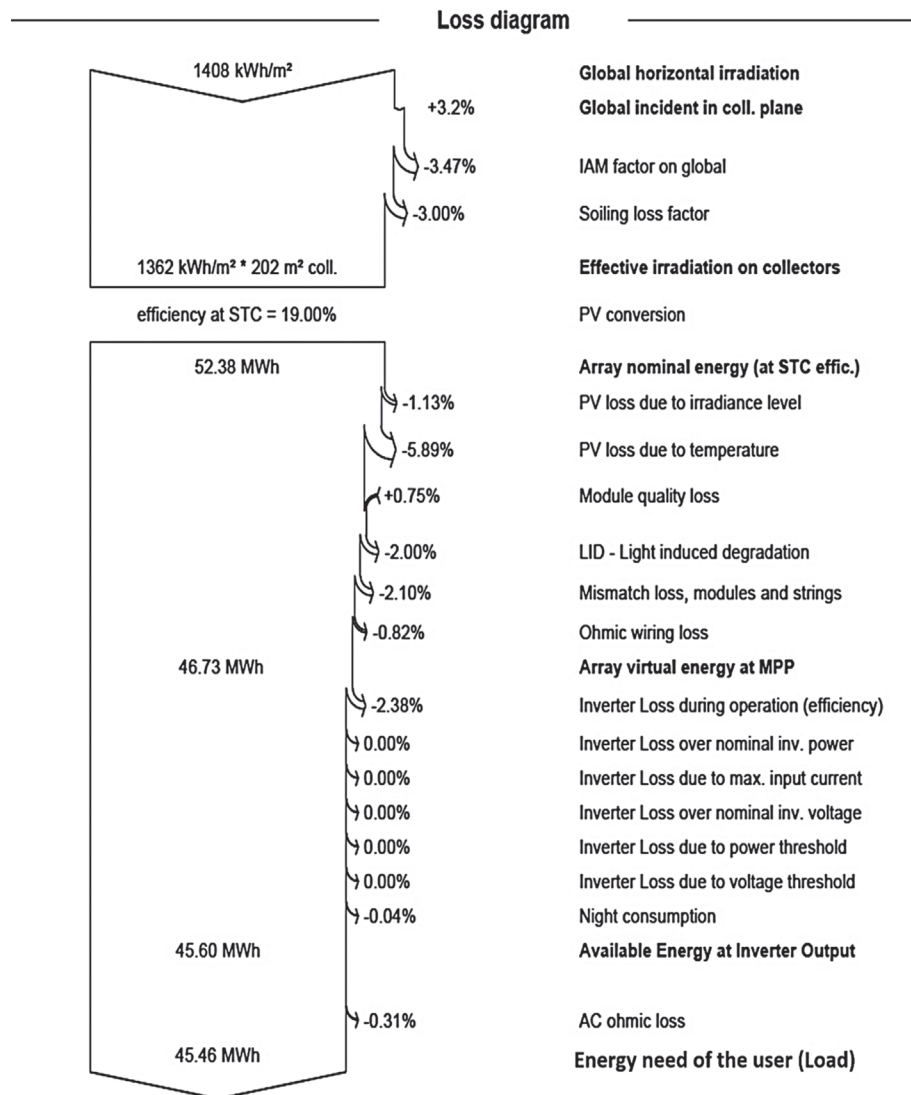 Loss diagram
1408 kWh/m² Global horizontal irradiation
+3.2% Global incident in coll. plane
-3.47% IAM factor on global
-3.00% Soiling loss factor
1362 kWh/m² * 202 m² coll. Effective irradiation on collectors
efficiency at STC = 19.00% PV conversion
52.38 MWh Array nominal energy (at STC effic.)
-1.13% PV loss due to irradiance level
-5.89% PV loss due to temperature
+0.75% Module quality loss
-2.00% LID - Light induced degradation
-2.10% Mismatch loss, modules and strings
-0.82% Ohmic wiring loss
46.73 MWh Array virtual energy at MPP
-2.38% Inverter Loss during operation (efficiency)
0.00% Inverter Loss over nominal inv. power
0.00% Inverter Loss due to max. input current
0.00% Inverter Loss over nominal inv. voltage
0.00% Inverter Loss due to power threshold
0.00% Inverter Loss due to voltage threshold
-0.04% Night consumption
45.60 MWh Available Energy at Inverter Output
-0.31% AC ohmic loss
45.46 MWh Energy need of the user (Load)